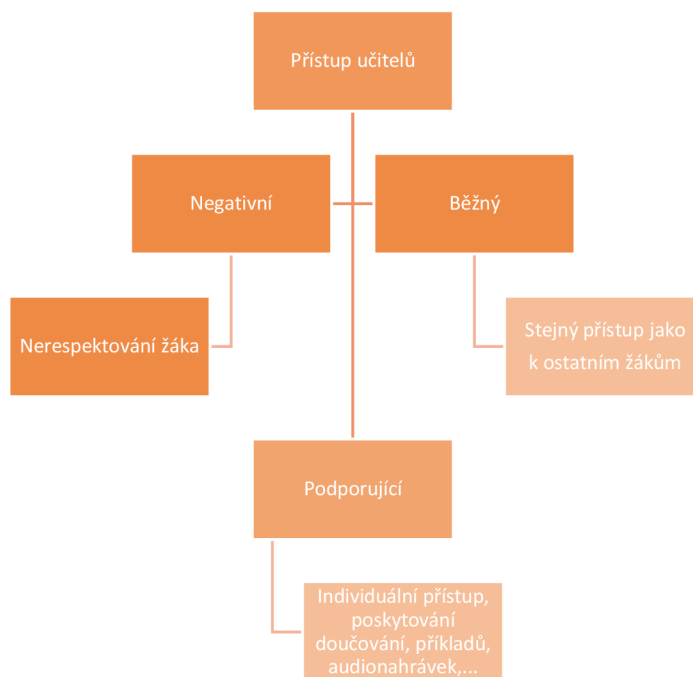 Přístup učitelů
Negativní
Běžný
Nerespektování žáka
Stejný přístup jako
k ostatním žákům
Podporující
Individuální přístup,
poskytování
doučování, příkladů,
audionahrávek,...